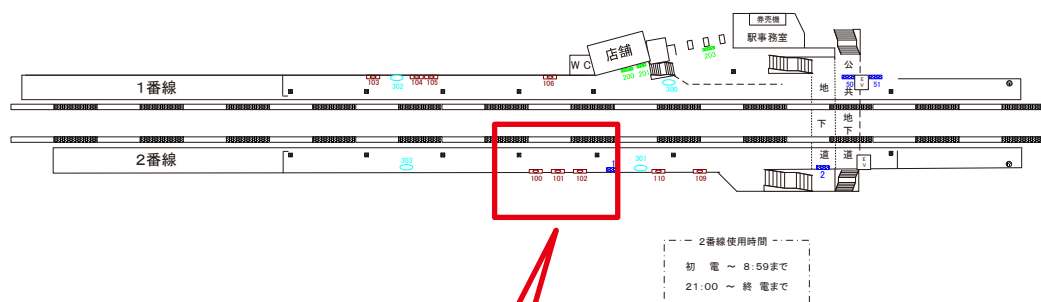 券売機
駅事務室
店舗
WC
203
200
201
公
103
302
104
105
106
300
50
EV
51
1番線
地
共
下
地
下
2番線
道
道
EV
303
1
301
2
100
101
102
110
109
2番線使用時間
初 電 ～ 8:59まで
21:00 ～ 終 電まで